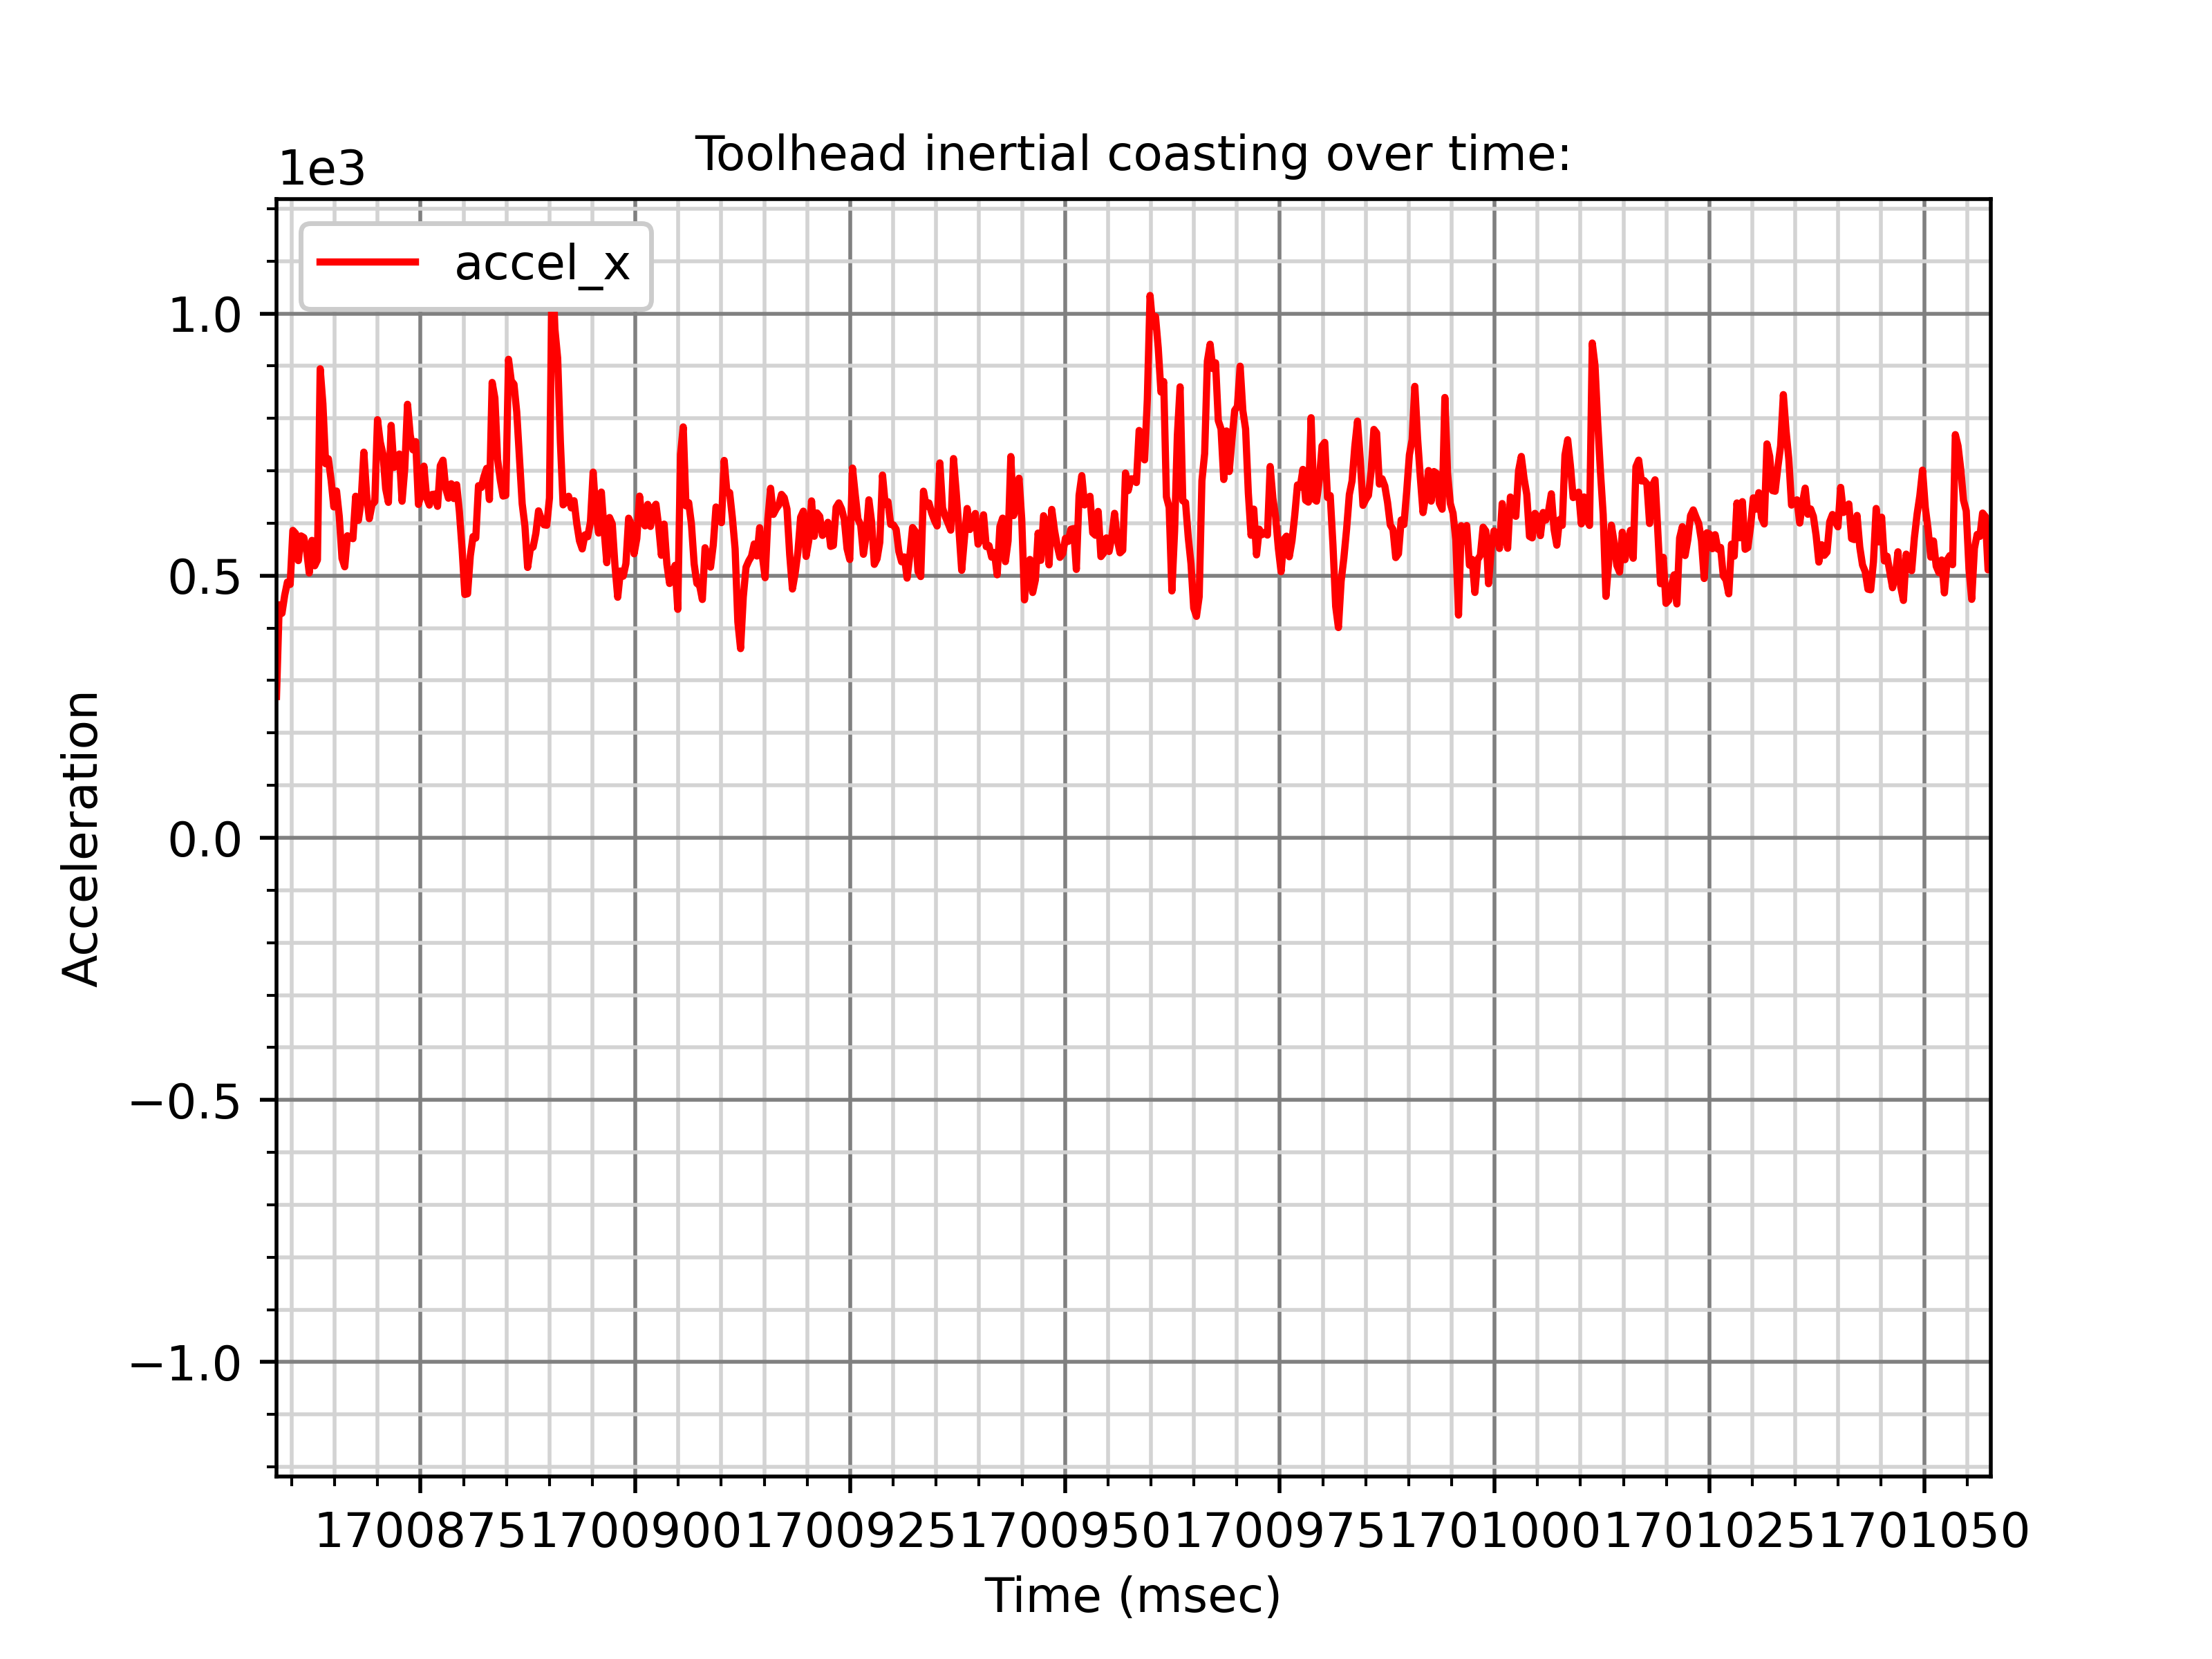 Toolhead inertial coasting over time:
1e3
accel_x
1.0
0.5
0.0
−0.5
−1.0
Acceleration
1700875 1700900 1700925 1700950 1700975 1701000 1701025 1701050
Time (msec)